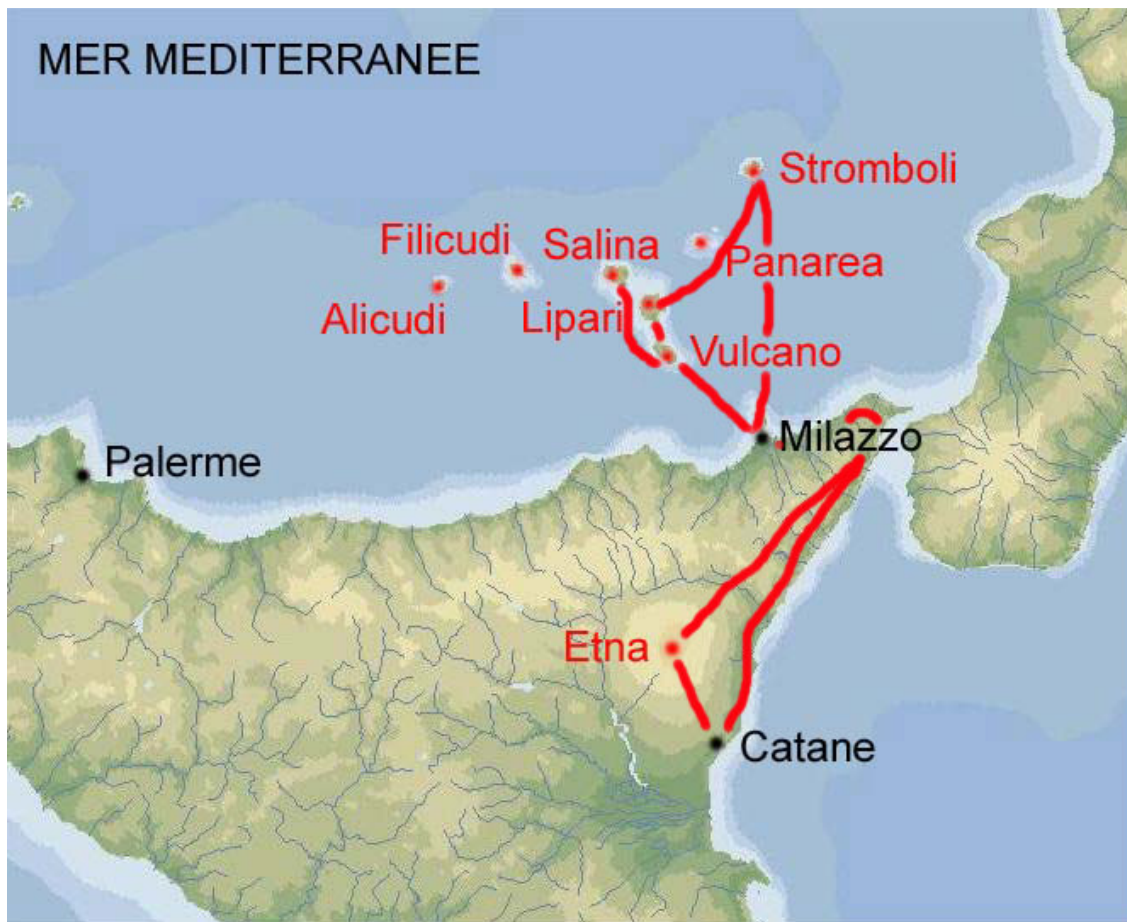 MER MEDITERRANEE
Stromboli
Filicudi
Salina
Panarea
Alicudi
Lipari
Vulcano
Milazzo
Palerme
Etna
Catane